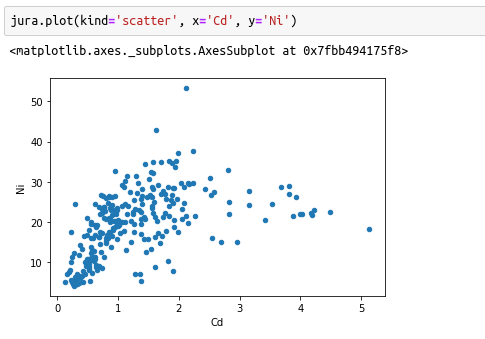 jura.plot(kind='scatter', x='Cd', y='Ni')
<matplotlib.axes._subplots.AxesSubplot at 0x7fbb494175f8>
50
40
30
20
10
Ni
0
1
2
3
4
5
Cd